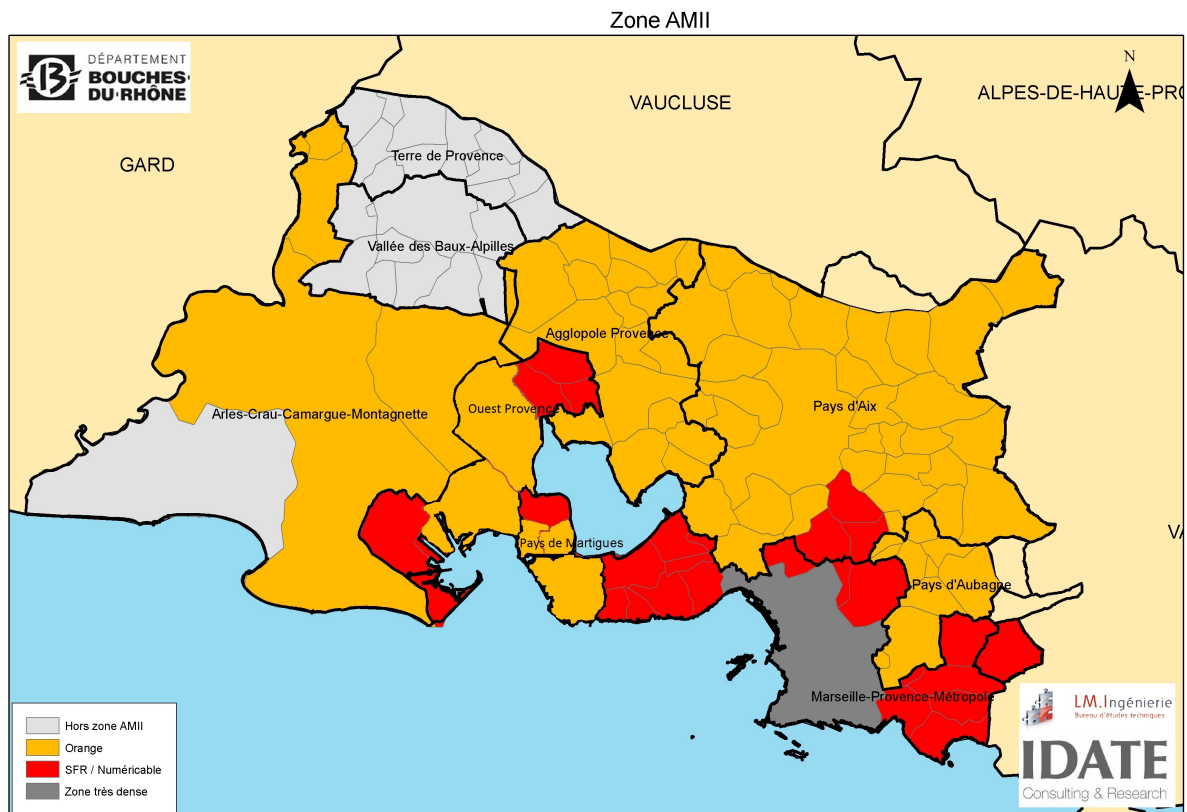 Zone AMII
DÉPARTEMENT
BOUCHES-
DU-RHÔNE
N
VAUCLUSE
ALPES-DE-HAUTE-PRO
GARD
Terre de Provence
Vallée des Baux-Alpilles
Agglopole Provence
Arles-Crau-Camargue-Montagnette
Ouest Provence
Pays d'Aix
Pays de Martigues
VA
Pays d'Aubagne
Marseille-Provence-Métropole
Hors zone AMII
Orange
SFR / Numéricable
Zone très dense
LM.Ingénierie
Bureau d'études techniques
IDATE
Consulting & Research